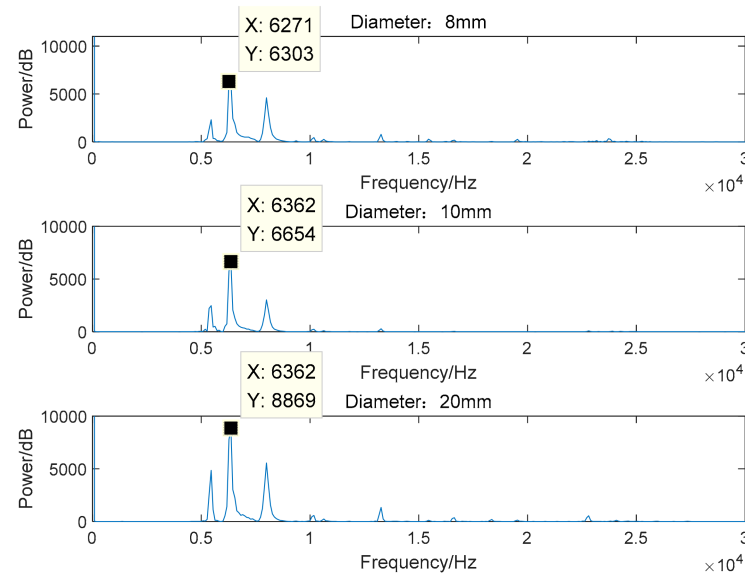 X: 6271
Y: 6303
Diameter：8mm
10000
5000
0
Power/dB
0 0.5 1 1.5 2 2.5 3
Frequency/Hz
×10⁴
X: 6362
Y: 6654
Diameter：10mm
10000
5000
0
Power/dB
0 0.5 1 1.5 2 2.5 3
Frequency/Hz
×10⁴
X: 6362
Y: 8869
Diameter：20mm
10000
5000
0
Power/dB
0 0.5 1 1.5 2 2.5 3
Frequency/Hz
×10⁴